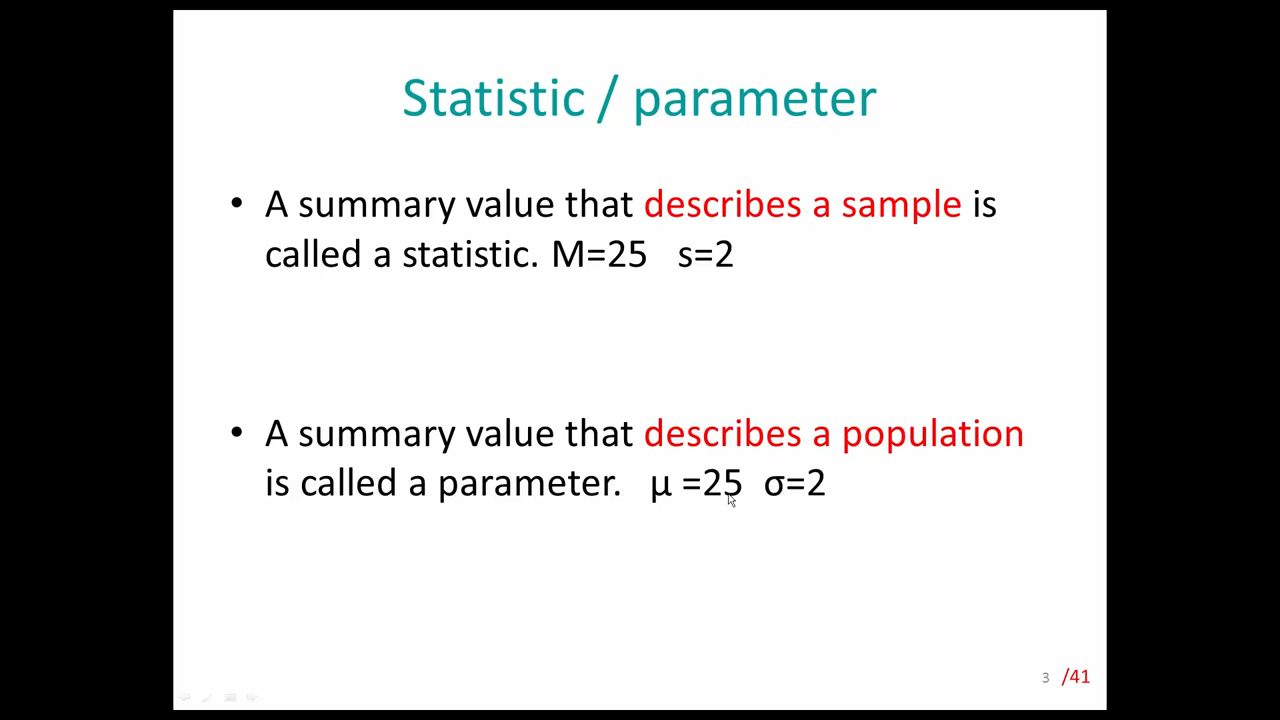 Statistic / parameter
• A summary value that describes a sample is
called a statistic. M=25 s=2
• A summary value that describes a population
is called a parameter. μ =25 σ=2
3 /41